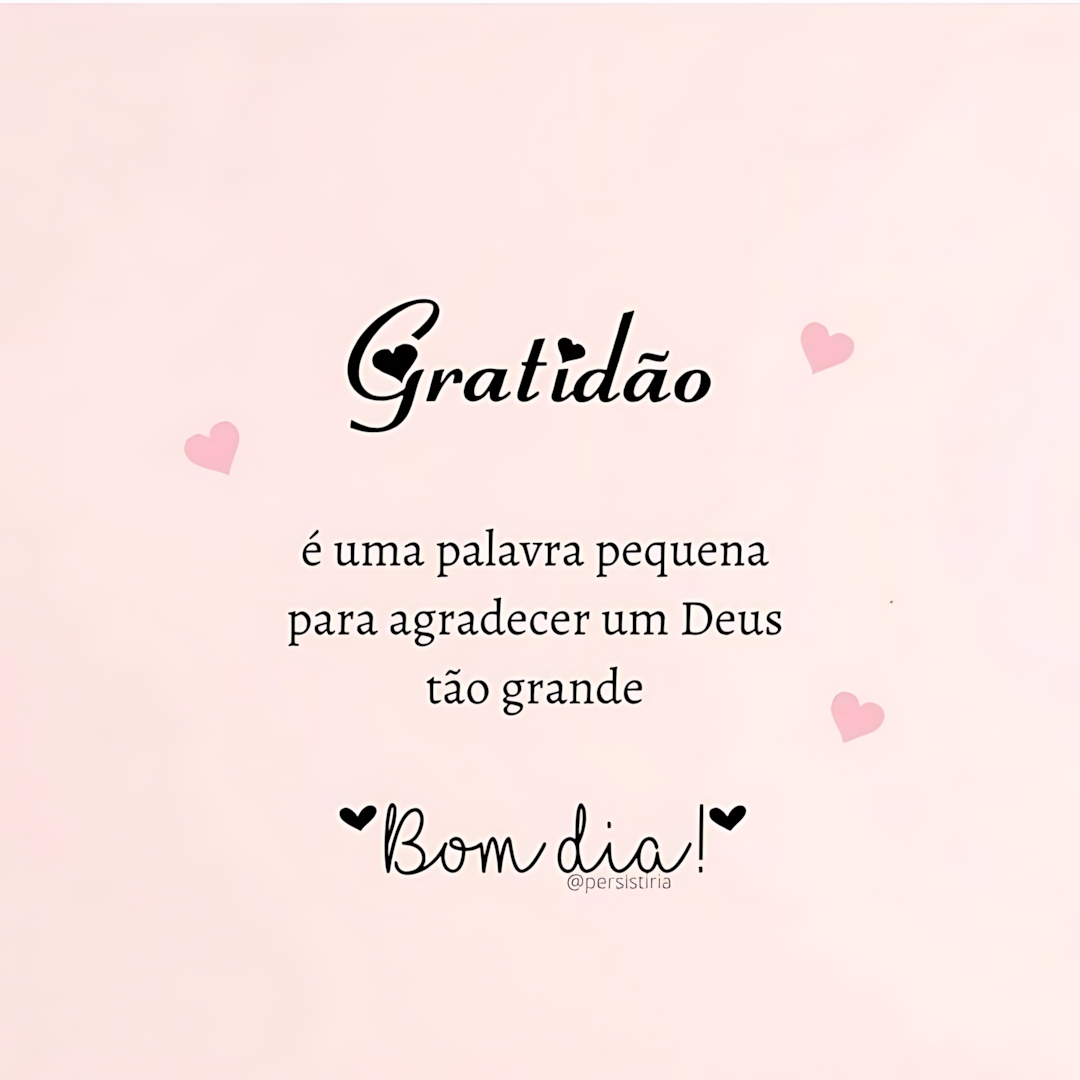 Gratidão
é uma palavra pequena
para agradecer um Deus
tão grande
Bom dia!
@persistiria